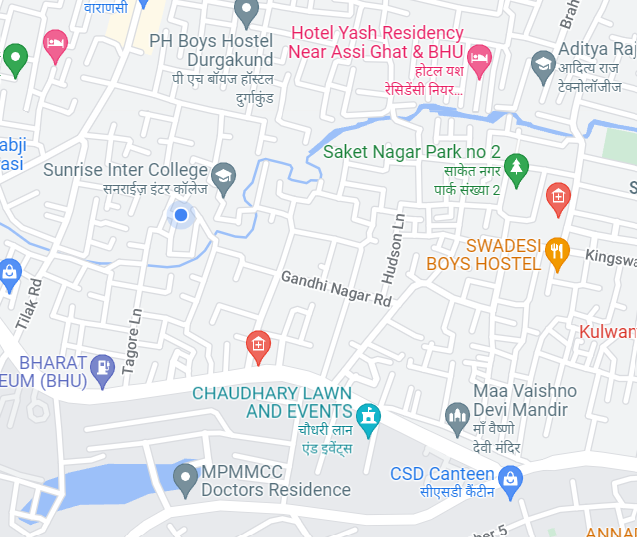 वाराणसी
PH Boys Hostel
Durgakund
पी एच बॉयज हॉस्टल
दुर्गाकुंड
Hotel Yash Residency
Near Assi Ghat & BHU
होटल यश
रेसिडेंसी नियर...
Brah
Aditya Raj
आदित्य राज
टेक्नोलॉजीज
abji
asi
Sunrise Inter College
सनराईज़ इंटर कॉलेज
Saket Nagar Park no 2
साकेत नगर
पार्क संख्या 2
S
SWADESI
BOYS HOSTEL
Kingswa
Hudson Ln
Gandhi Nagar Rd
Tilak Rd
Tagore Ln
Kulwan
BHARAT
EUM (BHU)
CHAUDHARY LAWN
AND EVENTS
चौधरी लान
एंड इवेंट्स
Maa Vaishno
Devi Mandir
माँ वैष्णो
देवी मंदिर
MPMMCC
Doctors Residence
CSD Canteen
सीएसडी कैंटीन
her 5
ANNAP